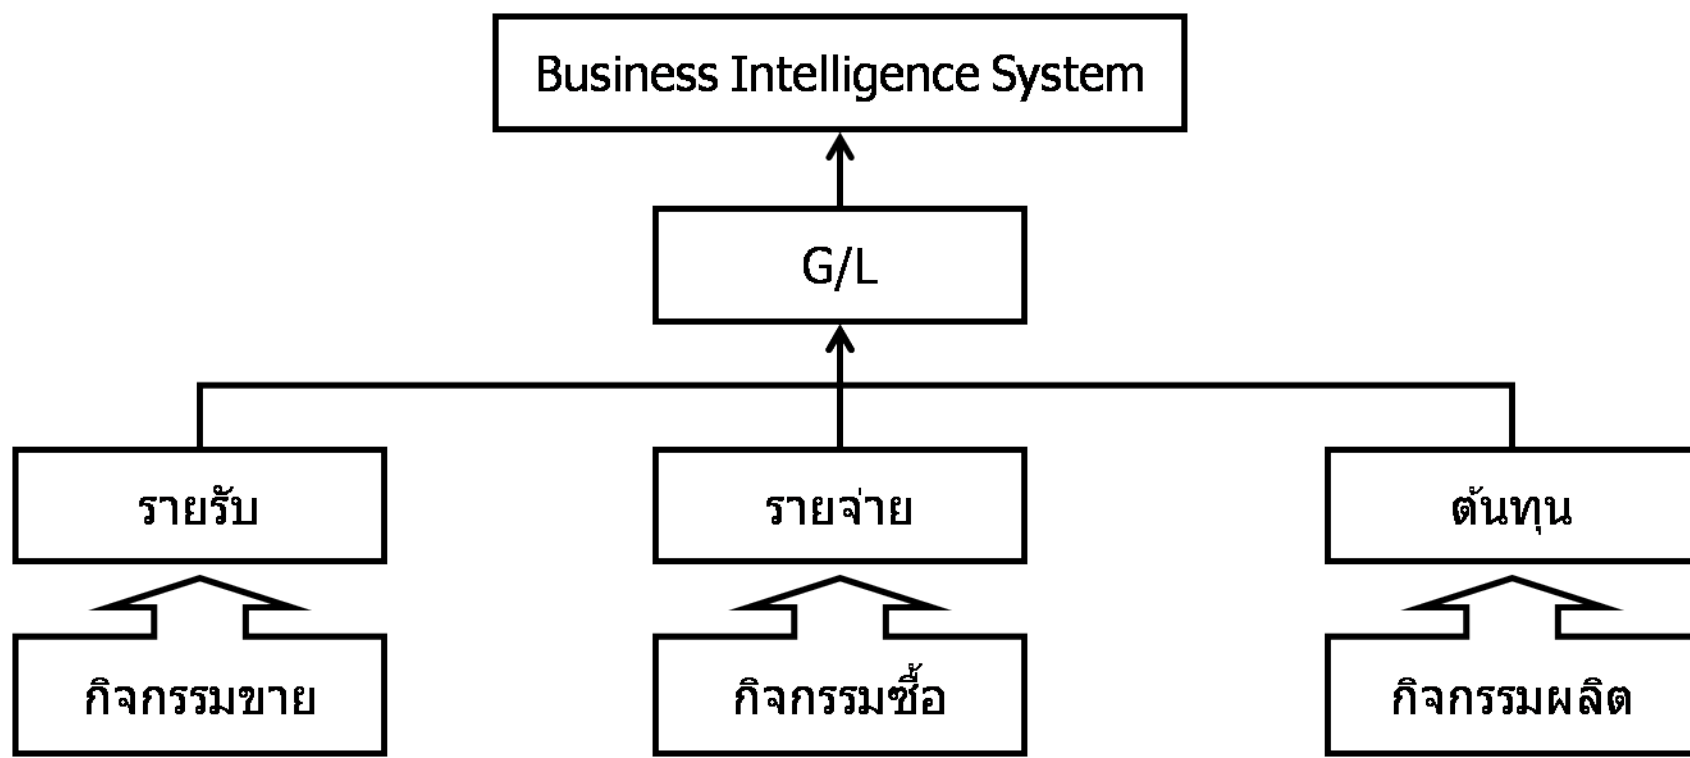 Business Intelligence System
G/L
รายรับ
รายจ่าย
ต้นทุน
กิจกรรมขาย
กิจกรรมซื้อ
กิจกรรมผลิต